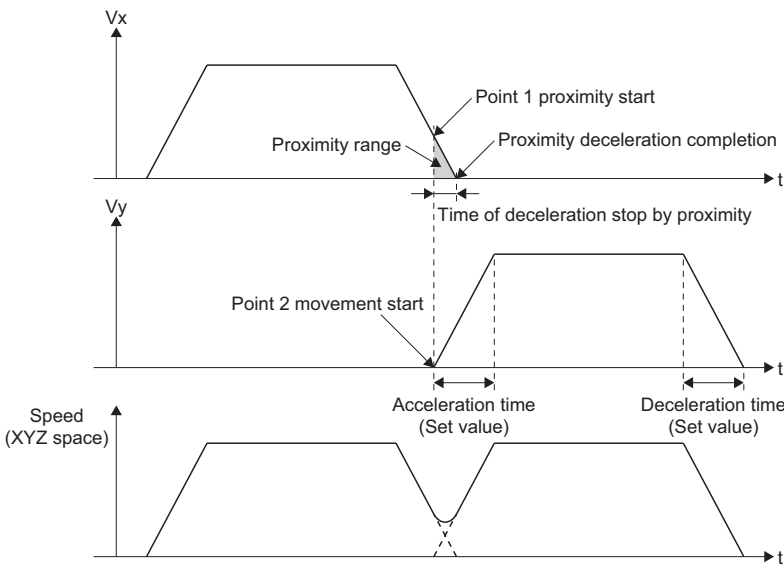 Vx
Point 1 proximity start
Proximity range
Proximity deceleration completion
t
Time of deceleration stop by proximity
Vy
Point 2 movement start
t
Acceleration time
(Set value)
Deceleration time
(Set value)
Speed
(XYZ space)
t